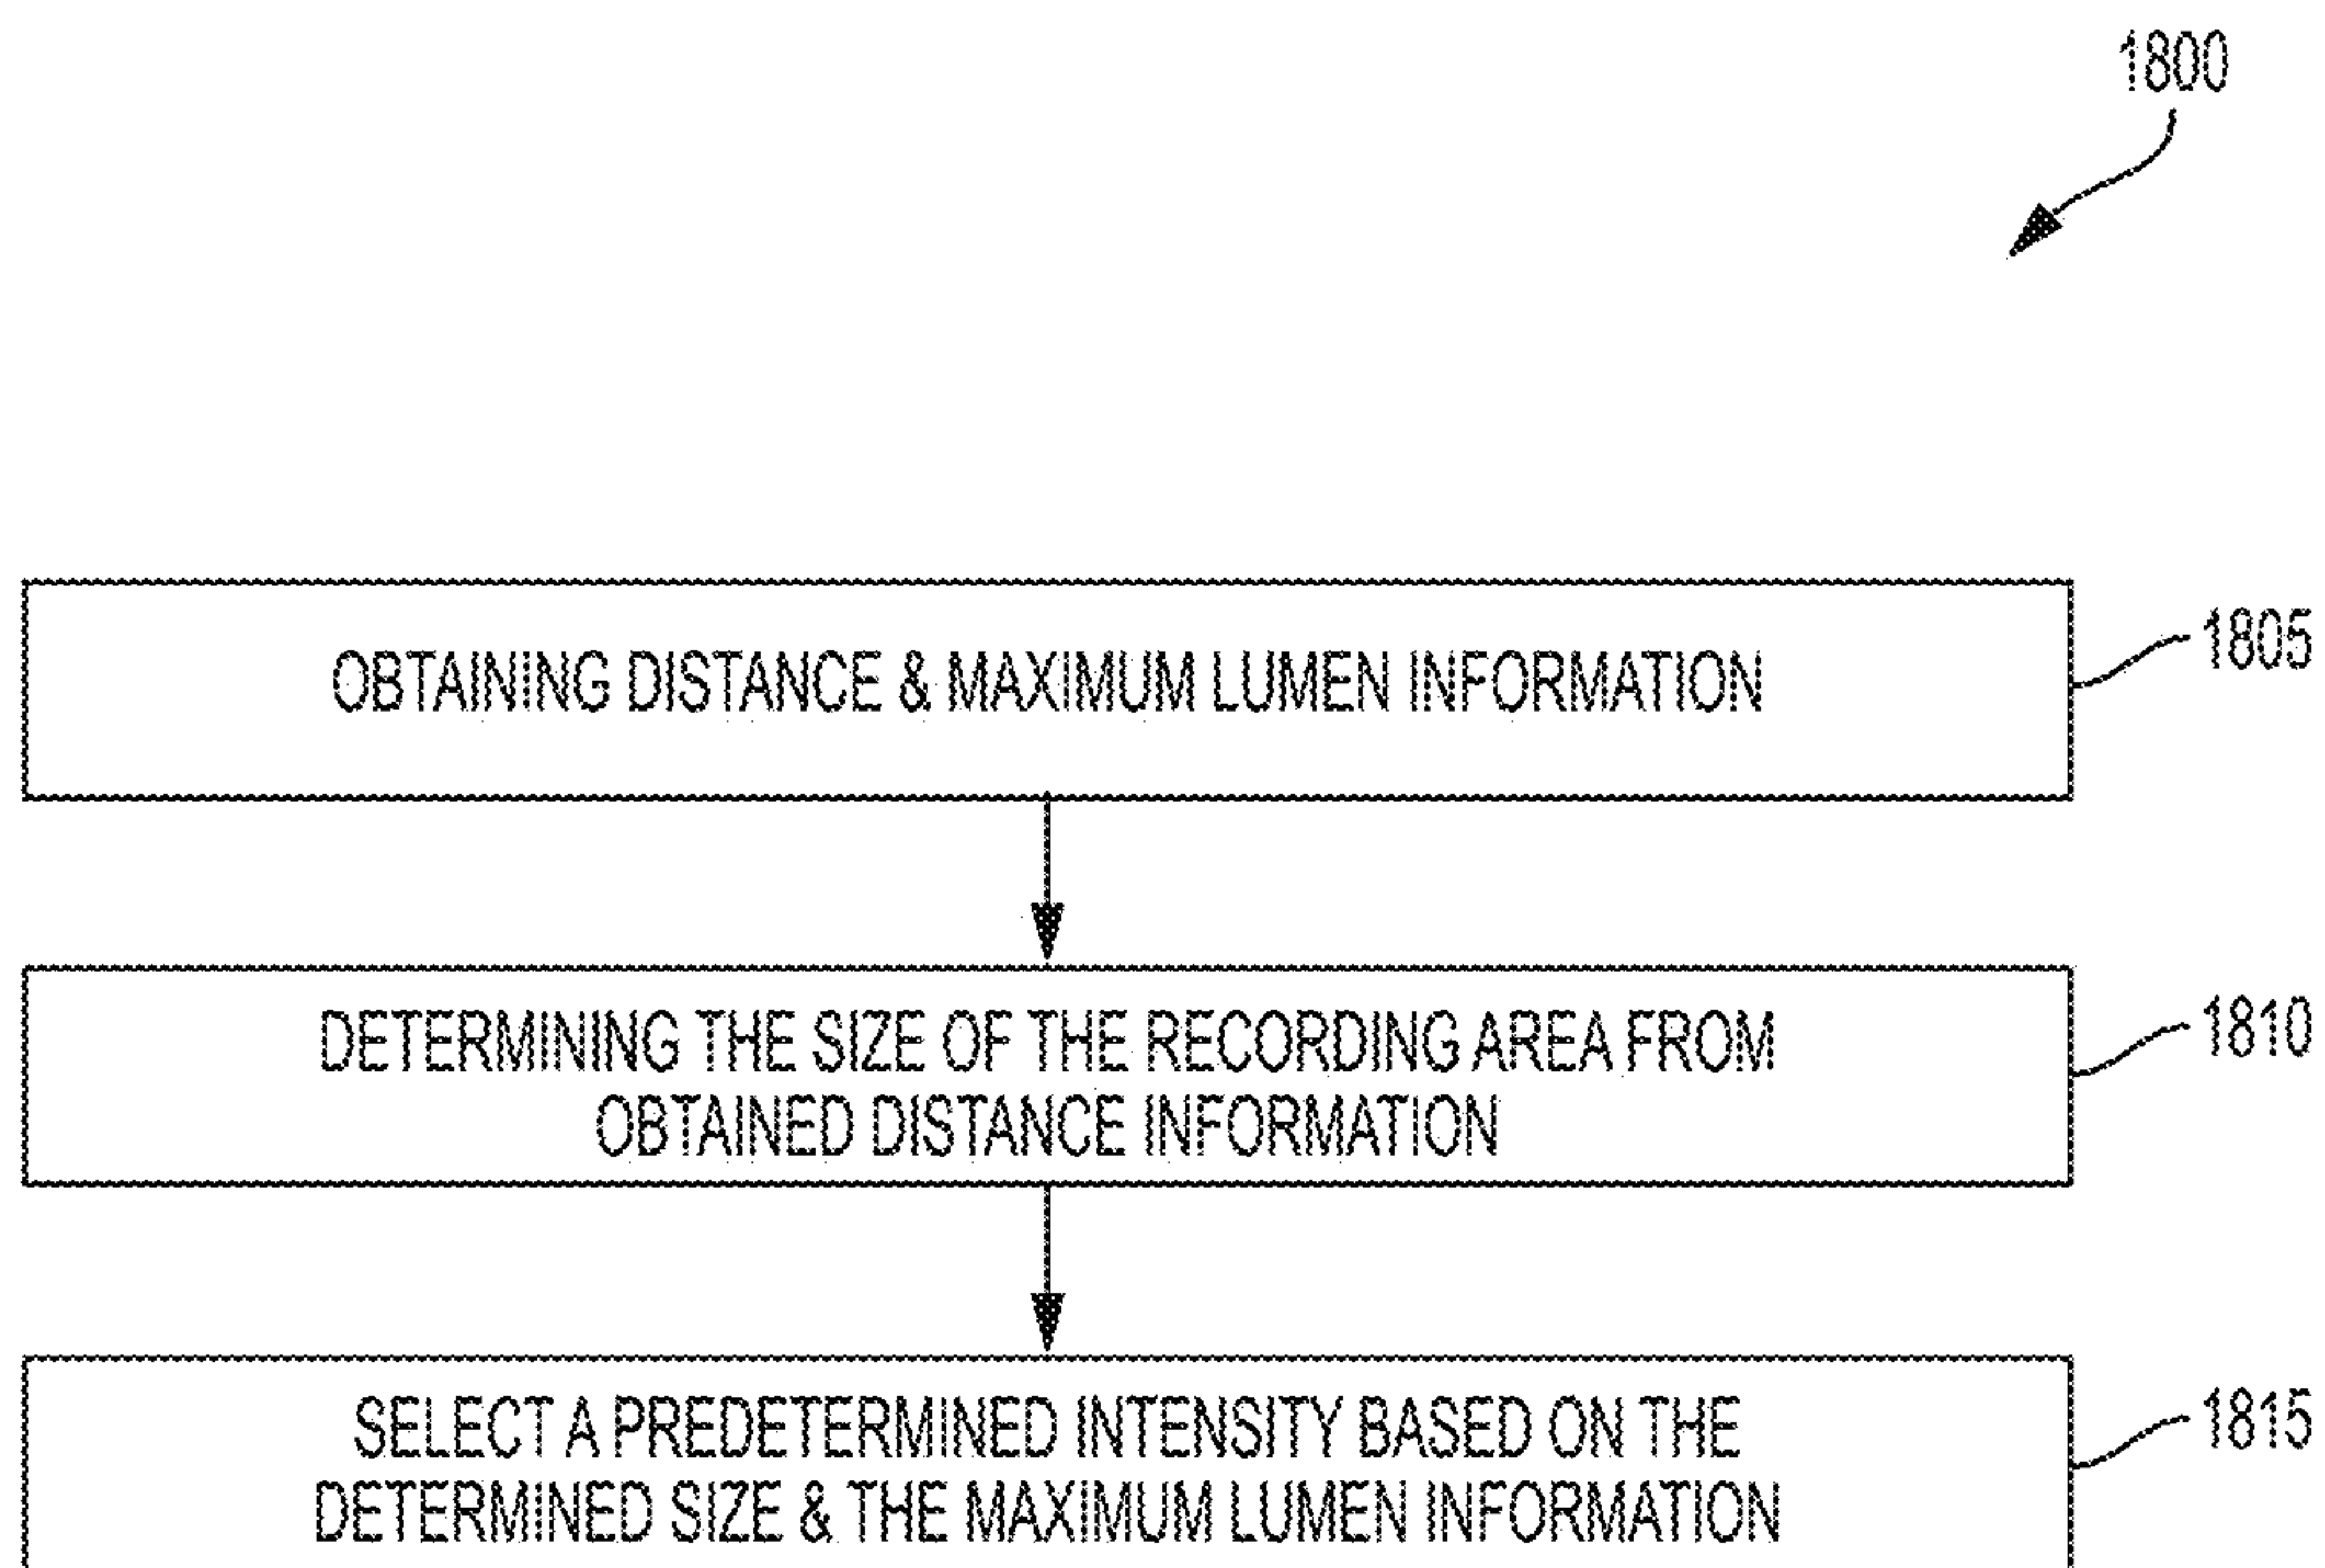 1800
OBTAINING DISTANCE & MAXIMUM LUMEN INFORMATION
1805
DETERMINING THE SIZE OF THE RECORDING AREA FROM
OBTAINED DISTANCE INFORMATION
1810
SELECT A PREDETERMINED INTENSITY BASED ON THE
DETERMINED SIZE & THE MAXIMUM LUMEN INFORMATION
1815